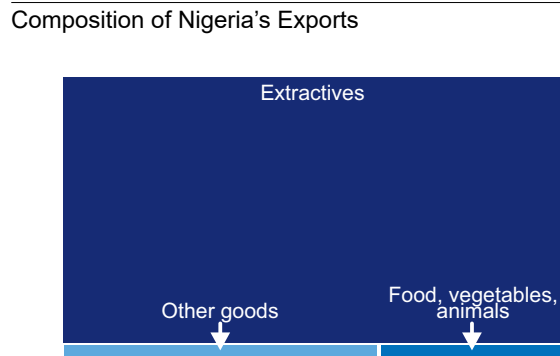 Composition of Nigeria’s Exports
Extractives
Other goods
Food, vegetables,
animals